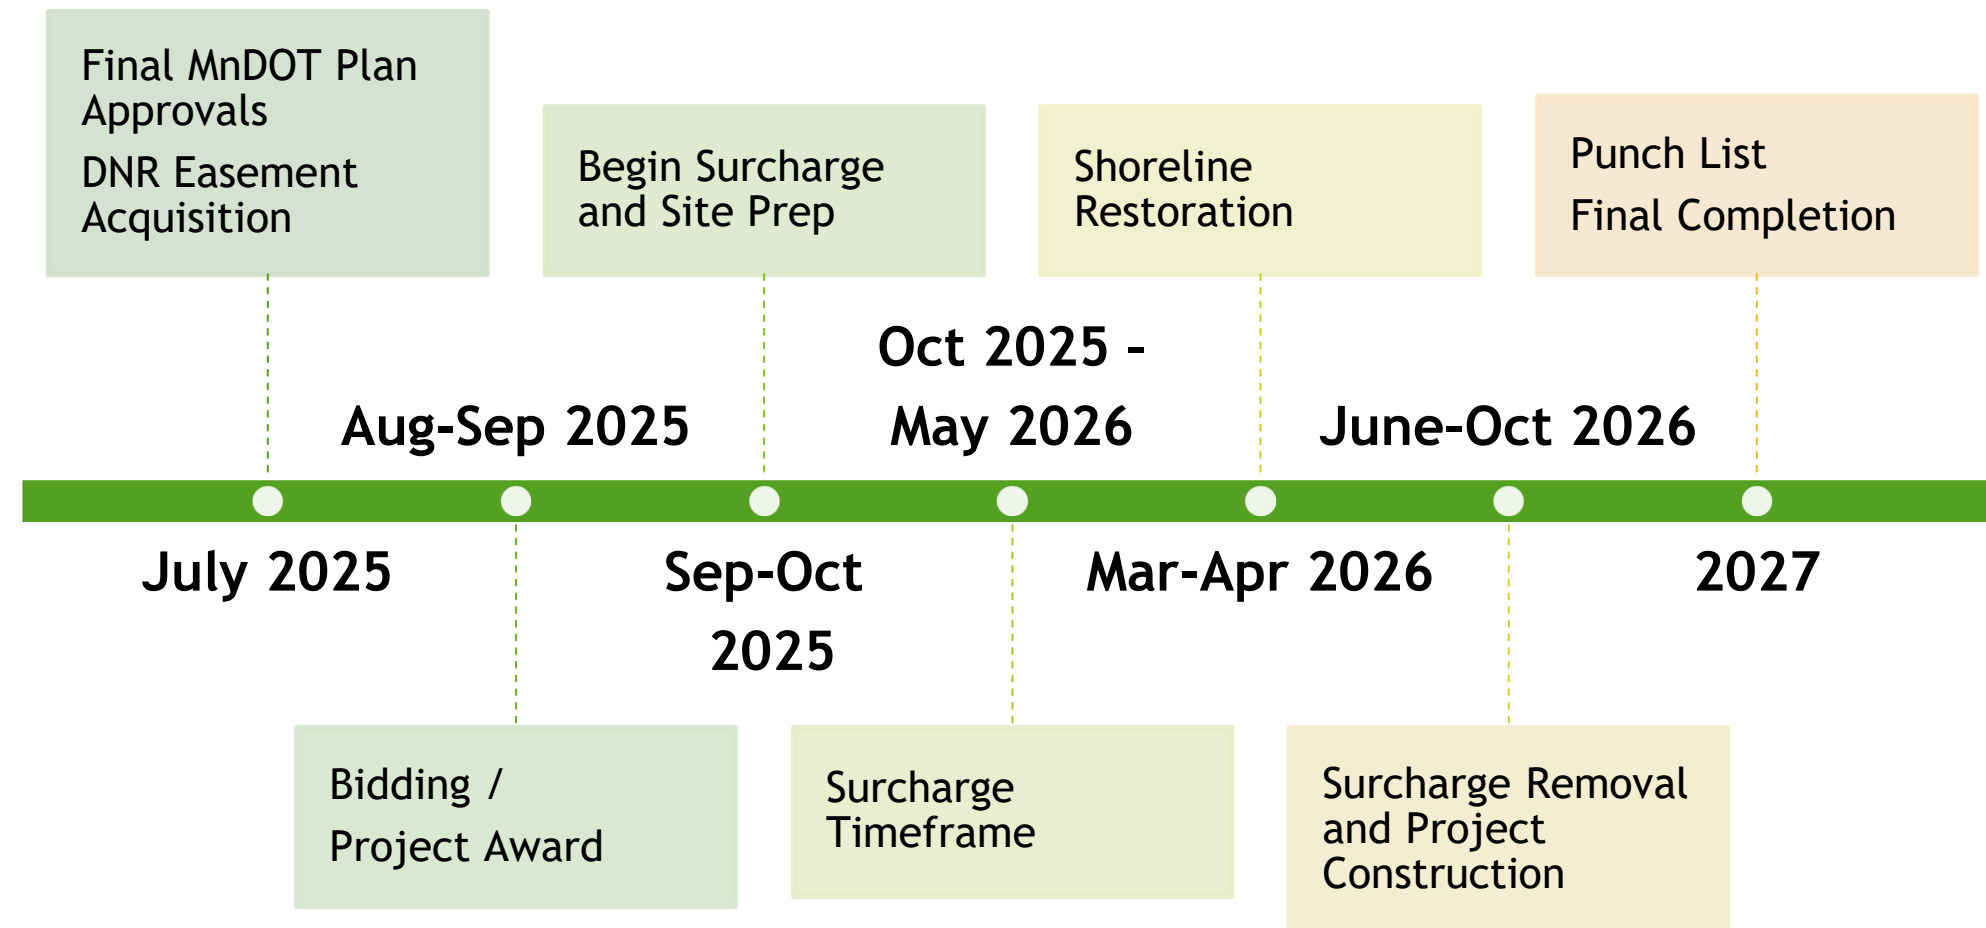 Final MnDOT Plan
Approvals
DNR Easement
Acquisition
Begin Surcharge
and Site Prep
Shoreline
Restoration
Punch List
Final Completion
Oct 2025 –
May 2026
Aug-Sep 2025
June-Oct 2026
July 2025
Sep-Oct
2025
Mar-Apr 2026
2027
Bidding /
Project Award
Surcharge
Timeframe
Surcharge Removal
and Project
Construction